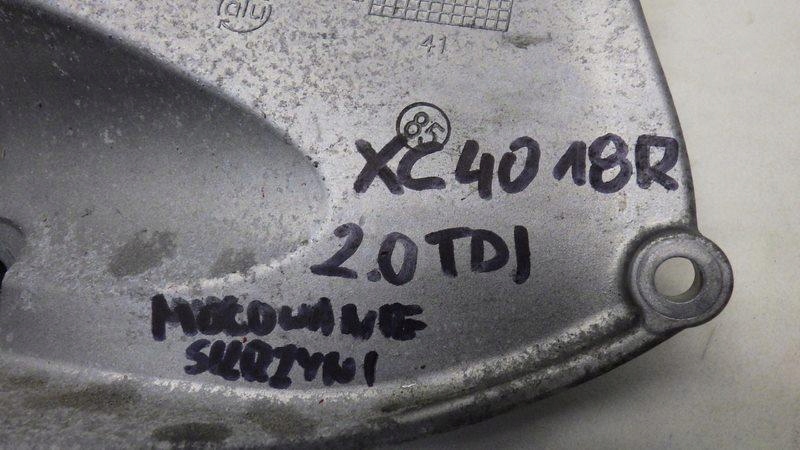 alu
41
85
XC40 18R
2.0 TDI
MOCOWANIE
SKRZYNI